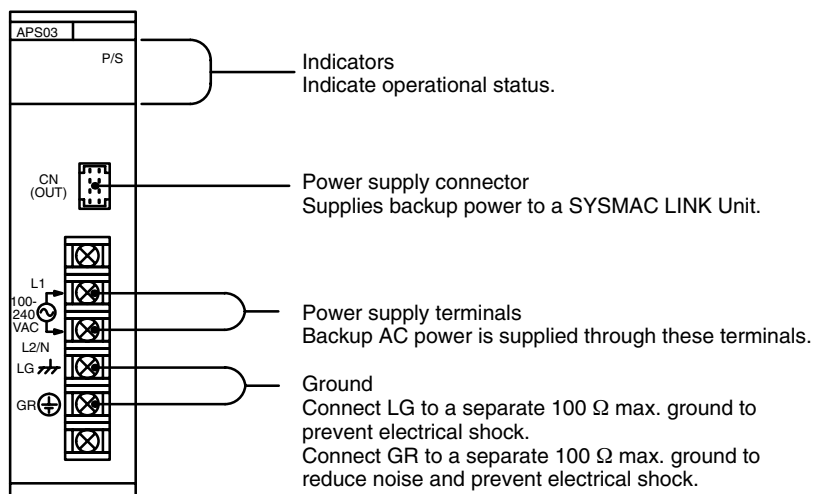 APS03
P/S
Indicators
Indicate operational status.
CN
(OUT)
Power supply connector
Supplies backup power to a SYSMAC LINK Unit.
L1
100-
240
VAC
L2/N
Power supply terminals
Backup AC power is supplied through these terminals.
LG
GR
Ground
Connect LG to a separate 100 Ω max. ground to
prevent electrical shock.
Connect GR to a separate 100 Ω max. ground to
reduce noise and prevent electrical shock.